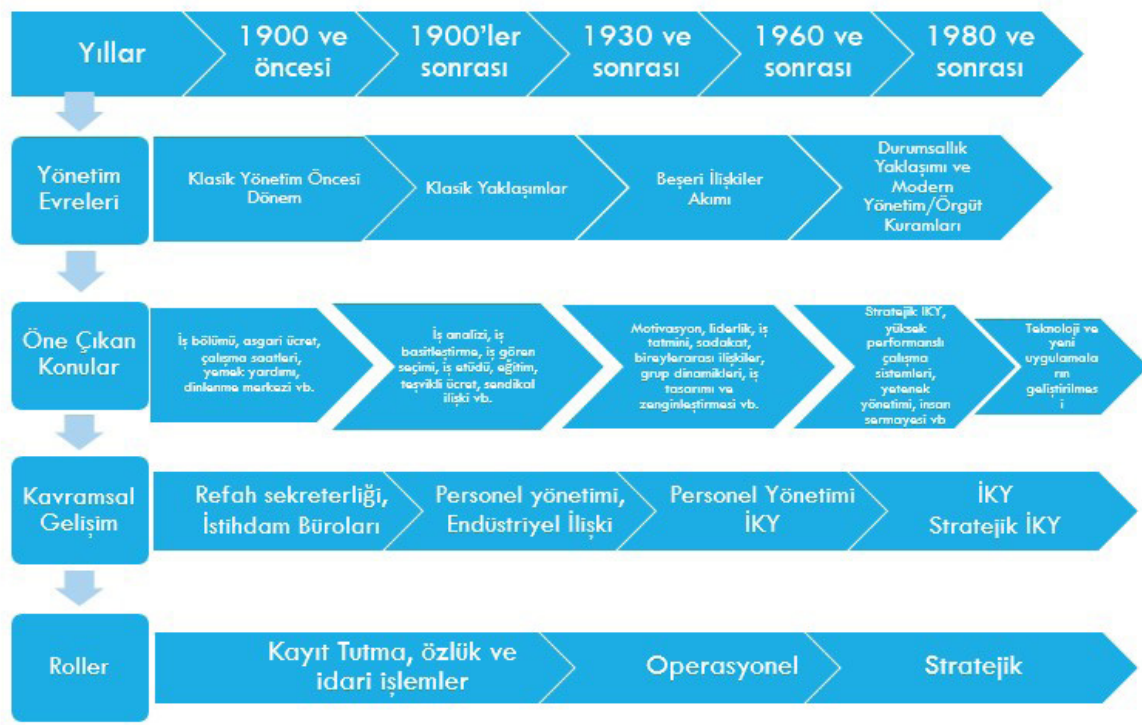 Yıllar
1900 ve
öncesi
1900'ler
sonrası
1930 ve
sonrası
1960 ve
sonrası
1980 ve
sonrası
Yönetim
Evreleri
Klasik Yönetim Öncesi
Dönem
Klasik Yaklaşımlar
Beşeri İlişkiler
Akımı
Durumsallık
Yaklaşımı ve
Modern
Yönetim/Örgüt
Kuramları
Öne Çıkan
Konular
İş bölümü, asgari ücret,
çalışma saatleri,
yemek yardımı,
dinlenme merkezi vb.
İş analizi, iş
basitleştirme, iş gören
seçimi, iş etüdü, eğitim,
teşvikli ücret, sendikal
ilişki vb.
Motivasyon, liderlik, iş
tatmini, sadakat,
bireylerarası ilişkiler,
grup dinamikleri, iş
tasarımı ve
zenginleştirmesi vb.
Stratejik IKY,
yüksek
performanslı
çalışma
sistemleri,
yetenek
yönetimi, insan
sermayesi vb
Teknoloji ve
yeni
uygulamala
rın
geliştirilmes
i
Kavramsal
Gelişim
Refah sekreterliği,
İstihdam Büroları
Personel yönetimi,
Endüstriyel İlişki
Personel Yönetimi
İKY
İKY
Stratejik İKY
Roller
Kayıt Tutma, özlük ve
idari işlemler
Operasyonel
Stratejik